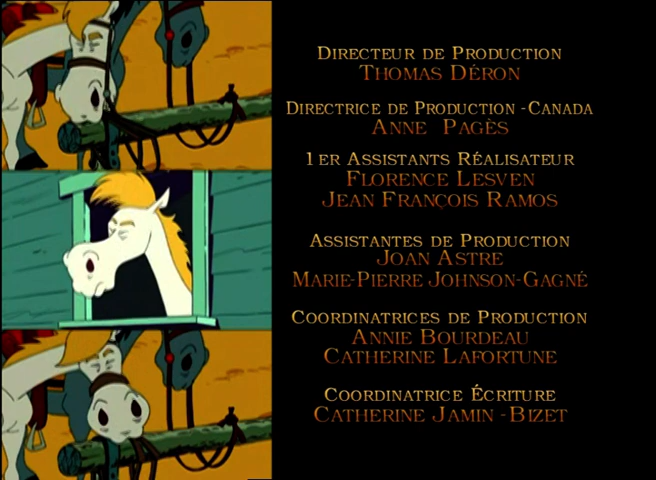 DIRECTEUR DE PRODUCTION
THOMAS DÉRON
DIRECTRICE DE PRODUCTION -CANADA
ANNE PAGÈS
1ER ASSISTANTS RÉALISATEUR
FLORENCE LESVEN
JEAN FRANÇOIS RAMOS
ASSISTANTES DE PRODUCTION
JOAN ASTRE
MARIE-PIERRE JOHNSON-GAGNÉ
COORDINATRICES DE PRODUCTION
ANNIE BOURDEAU
CATHERINE LAFORTUNE
COORDINATRICE ÉCRITURE
CATHERINE JAMIN -BIZET